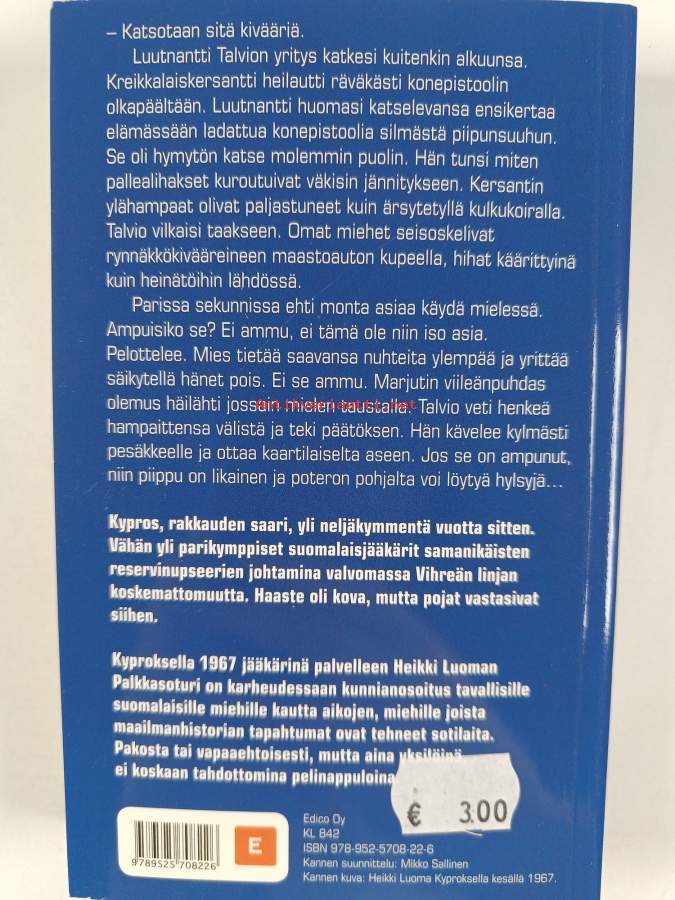 – Katsotaan sitä kivääriä.
Luutnantti Talvion yritys katkesi kuitenkin alkuunsa.
Kreikkalaiskersantti heilautti räväkästi konepistoolin
olkapäältään. Luutnantti huomasi katselevansa ensikertaa
elämässään ladattua konepistoolia silmästä piipunsuuhun.
Se oli hymytön katse molemmin puolin. Hän tunsi miten
pallealihakset kuroutuivat väkisin jännitykseen. Kersantin
ylähampaat olivat paljastuneet kuin ärsytetyllä kulkukoiralla.
Talvio vilkaisi taakseen. Omat miehet seisoskelivat
rynnäkkökivääreineen maastoauton kupeella, hihat käärittyinä
kuin heinätöihin lähdössä.
Parissa sekunnissa ehti monta asiaa käydä mielessä.
Ampuisiko se? Ei ammu, ei tämä ole niin iso asia.
Pelottelee. Mies tietää saavansa nuhteita ylempää ja yrittää
säikytellä hänet pois. Ei se ammu. Marjutin viileänpuhdas
olemus häilähti jossain mielen taustalla. Talvio veti henkeä
hampaittensa välistä ja teki päätöksen. Hän kävelee kylmästi
pesäkkeelle ja ottaa kaartilaiselta aseen. Jos se on ampunut,
niin piippu on likainen ja poteron pohjalta voi löytyä hylsyjä...
Kypros, rakkauden saari, yli neljäkymmentä vuotta sitten.
Vähän yli parikymppiset suomalaisjääkärit samanikäisten
reservinupseerien johtamina valvomassa Vihreän linjan
koskemattomuutta. Haaste oli kova, mutta pojat vastasivat
siihen.
Kyproksella 1967 jääkärinä palvelleen Heikki Luoman
Palkkasoturi on karheudessaan kunnianosoitus tavallisille
suomalaisille miehille kautta aikojen, miehille joista
maailmanhistorian tapahtumat ovat tehneet sotilaita.
Pakosta tai vapaaehtoisesti, mutta aina yksilöinä,
ei koskaan tahdottomina pelinappuloina
€ 3.00
E
9789525708226
Edico Oy
KL 842
ISBN 978-952-5708-22-6
Kannen suunnittelu: Mikko Sallinen
Kannen kuva: Heikki Luoma Kyproksella kesällä 1967.